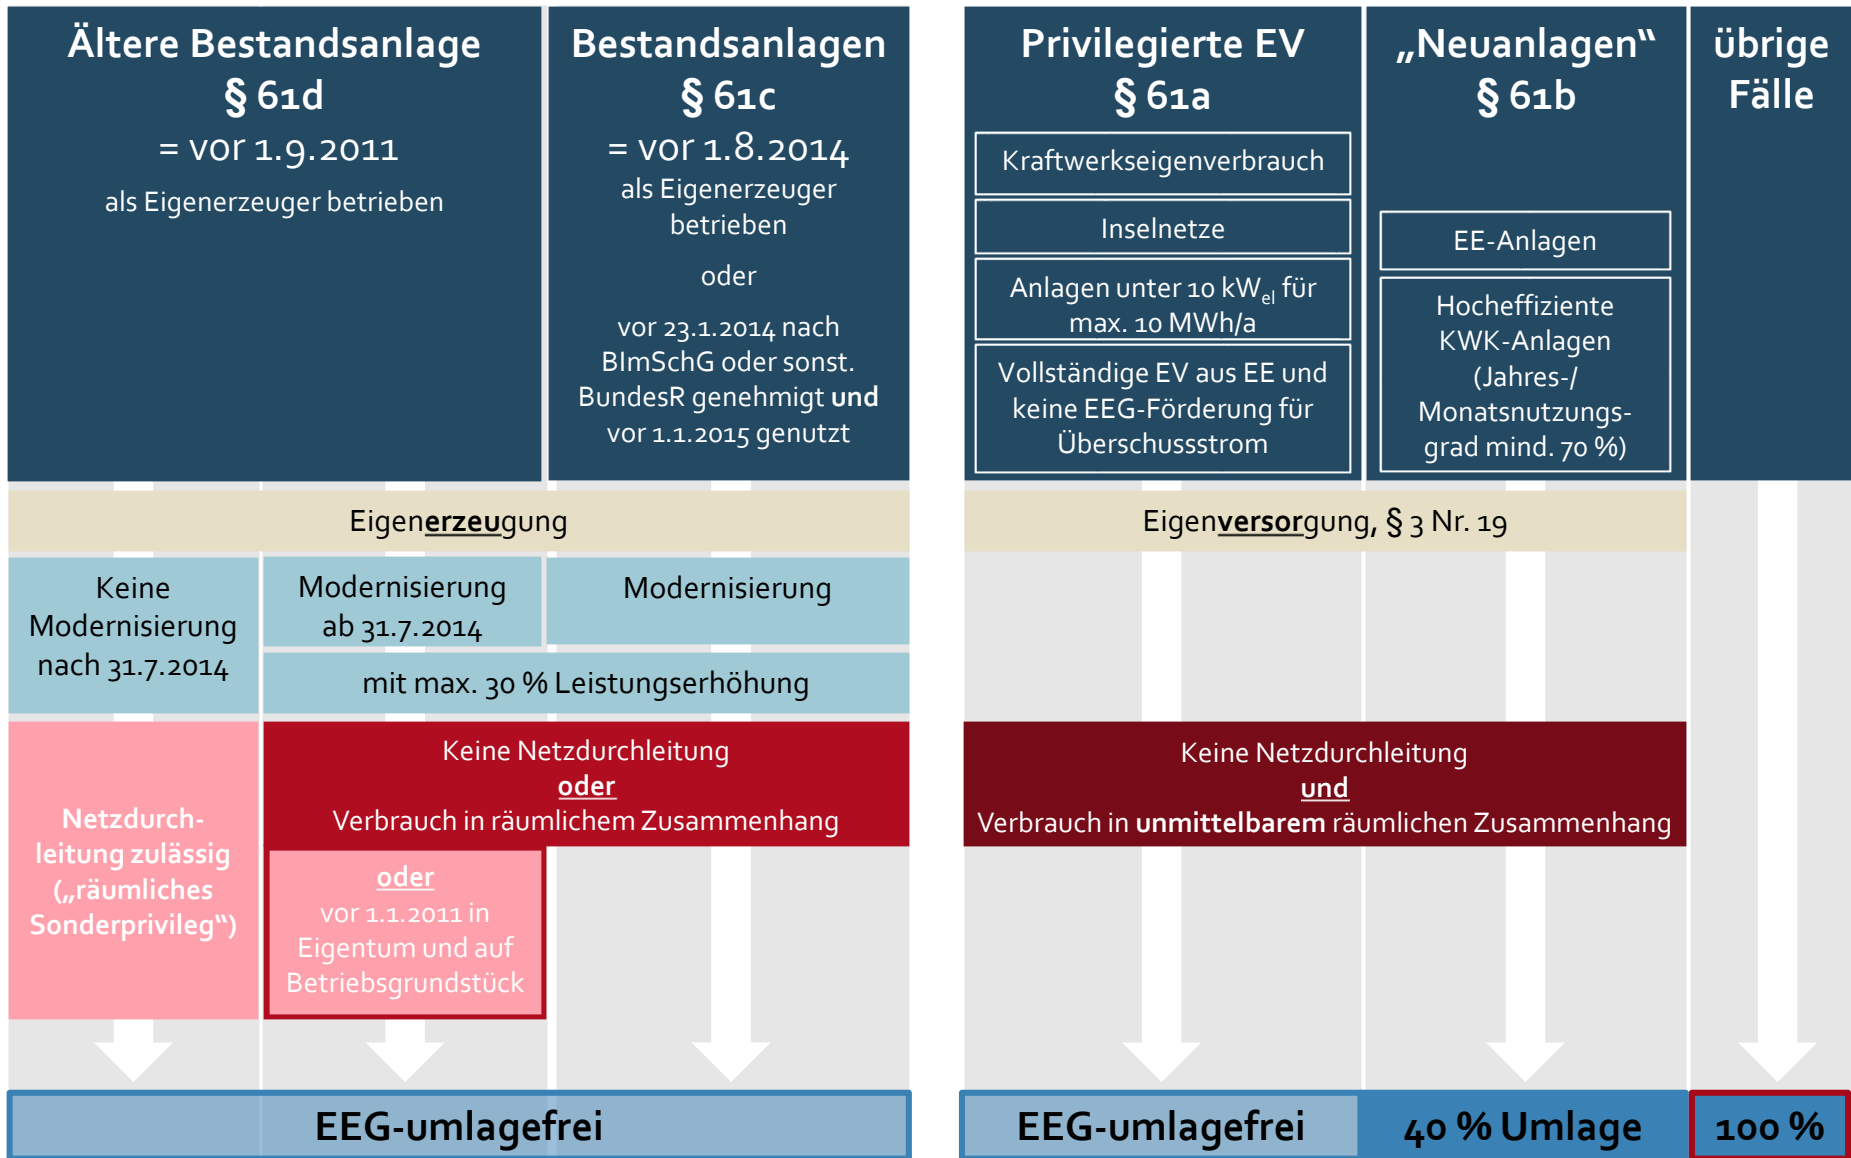 Ältere Bestandsanlage
§ 61d
= vor 1.9.2011
als Eigenerzeuger betrieben
Bestandsanlagen
§ 61c
= vor 1.8.2014
als Eigenerzeuger
betrieben
oder
vor 23.1.2014 nach
BImSchG oder sonst.
BundesR genehmigt und
vor 1.1.2015 genutzt
Privilegierte EV
§ 61a
Kraftwerkseigenverbrauch
Inselnetze
Anlagen unter 10 kWel für
max. 10 MWh/a
Vollständige EV aus EE und
keine EEG-Förderung für
Überschussstrom
„Neuanlagen“
§ 61b
EE-Anlagen
Hocheffiziente
KWK-Anlagen
(Jahres-/
Monatsnutzungs-
grad mind. 70 %)
übrige
Fälle
Eigenerzeugung
Eigenversorgung, § 3 Nr. 19
Keine
Modernisierung
nach 31.7.2014
Modernisierung
ab 31.7.2014
Modernisierung
mit max. 30 % Leistungserhöhung
Netzdurch-
leitung zulässig
(„räumliches
Sonderprivileg“)
Keine Netzdurchleitung
oder
Verbrauch in räumlichem Zusammenhang
oder
vor 1.1.2011 in
Eigentum und auf
Betriebsgrundstück
Keine Netzdurchleitung
und
Verbrauch in unmittelbarem räumlichen Zusammenhang
EEG-umlagefrei
EEG-umlagefrei
40 % Umlage
100 %